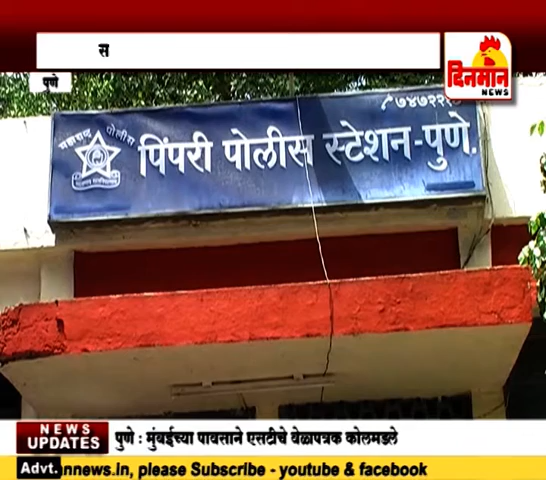 स
पुणे
दिनमान
NEWS
महाराष्ट्र पोलीस
पिंपरी पोलीस स्टेशन-पुणे.
NEWS UPDATES
पुणे : मुंबईच्या पावसाने एसटीचे वेळापत्रक कोलमडले
Advt. nnews.in, please Subscribe - youtube & facebook